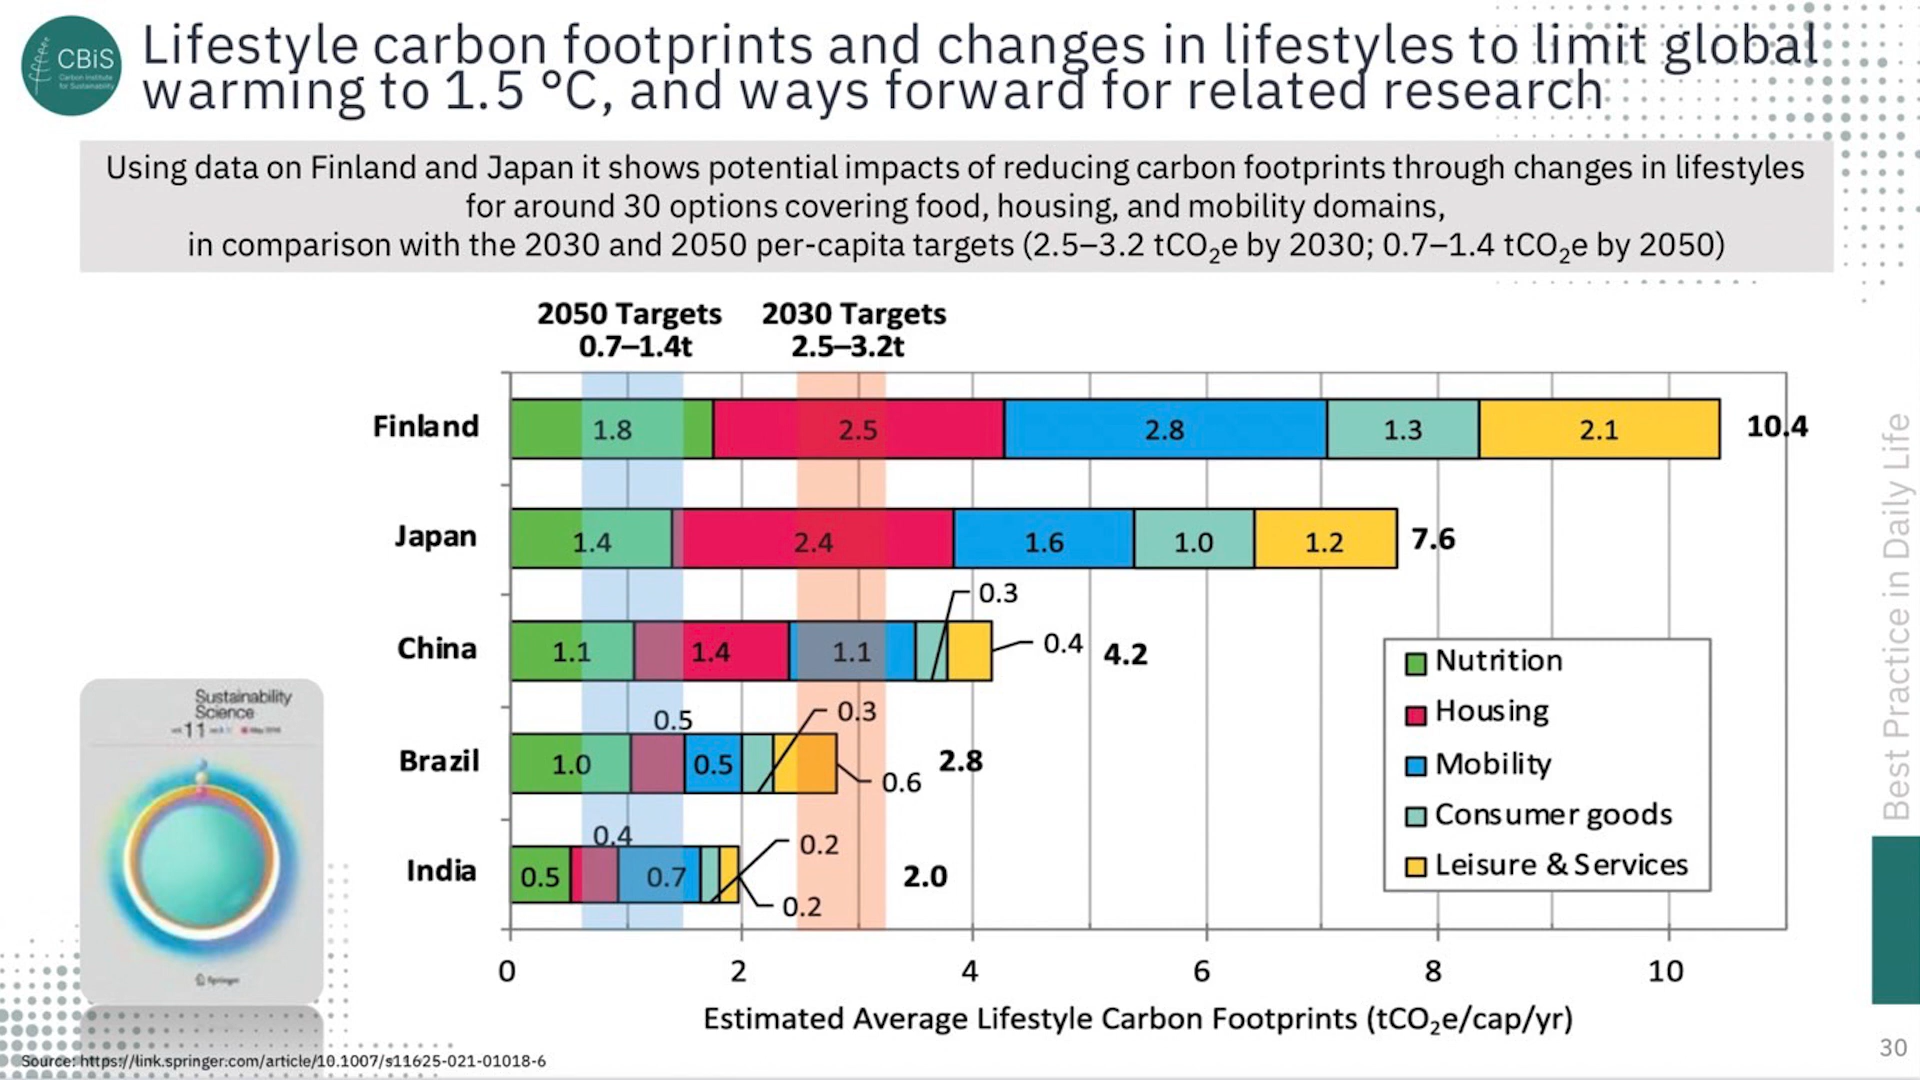 CBiS
Carbon Institute
for Sustainability
Lifestyle carbon footprints and changes in lifestyles to limit global
warming to 1.5 °C, and ways forward for related research
Using data on Finland and Japan it shows potential impacts of reducing carbon footprints through changes in lifestyles
for around 30 options covering food, housing, and mobility domains,
in comparison with the 2030 and 2050 per-capita targets (2.5–3.2 tCO₂e by 2030; 0.7–1.4 tCO₂e by 2050)
2050 Targets
0.7–1.4t
2030 Targets
2.5–3.2t
Finland
1.8
2.5
2.8
1.3
2.1
10.4
Japan
1.4
2.4
1.6
1.0
1.2
7.6
China
1.1
1.4
1.1
0.3
0.4
4.2
Brazil
1.0
0.5
0.5
0.3
0.6
2.8
India
0.5
0.4
0.7
0.2
0.2
2.0
Nutrition
Housing
Mobility
Consumer goods
Leisure & Services
0 2 4 6 8 10
Estimated Average Lifestyle Carbon Footprints (tCO₂e/cap/yr)
Sustainability
Science
11
Springer
Source: https://link.springer.com/article/10.1007/s11625-021-01018-6
Best Practice in Daily Life
30